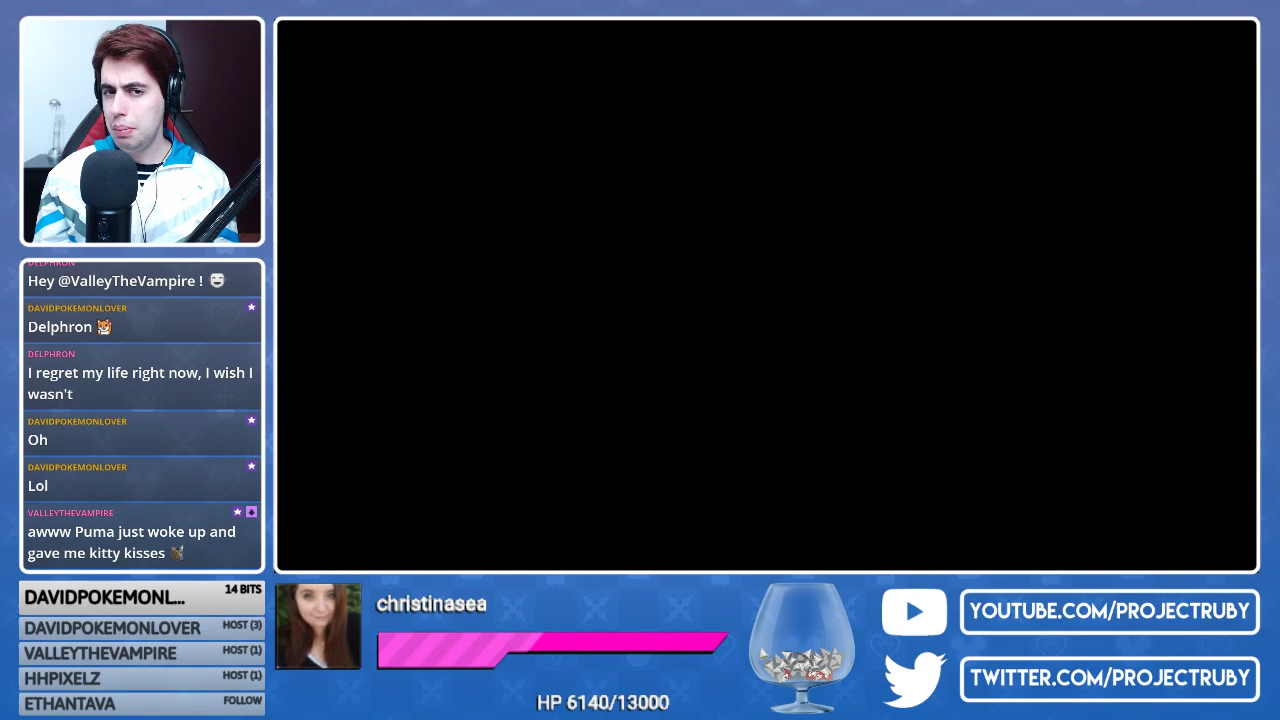 DELPHRON
Hey @ValleyTheVampire !
DAVIDPOKEMONLOVER
Delphron
DELPHRON
I regret my life right now, I wish I
wasn't
DAVIDPOKEMONLOVER
Oh
DAVIDPOKEMONLOVER
Lol
VALLEYTHEVAMPIRE
awww Puma just woke up and
gave me kitty kisses
DAVIDPOKEMONL... 14 BITS
DAVIDPOKEMONLOVER HOST (3)
VALLEYTHEVAMPIRE HOST (1)
HHPIXELZ HOST (1)
ETHANTAVA FOLLOW
christinasea
HP 6140/13000
YOUTUBE.COM/PROJECTRUBY
TWITTER.COM/PROJECTRUBY